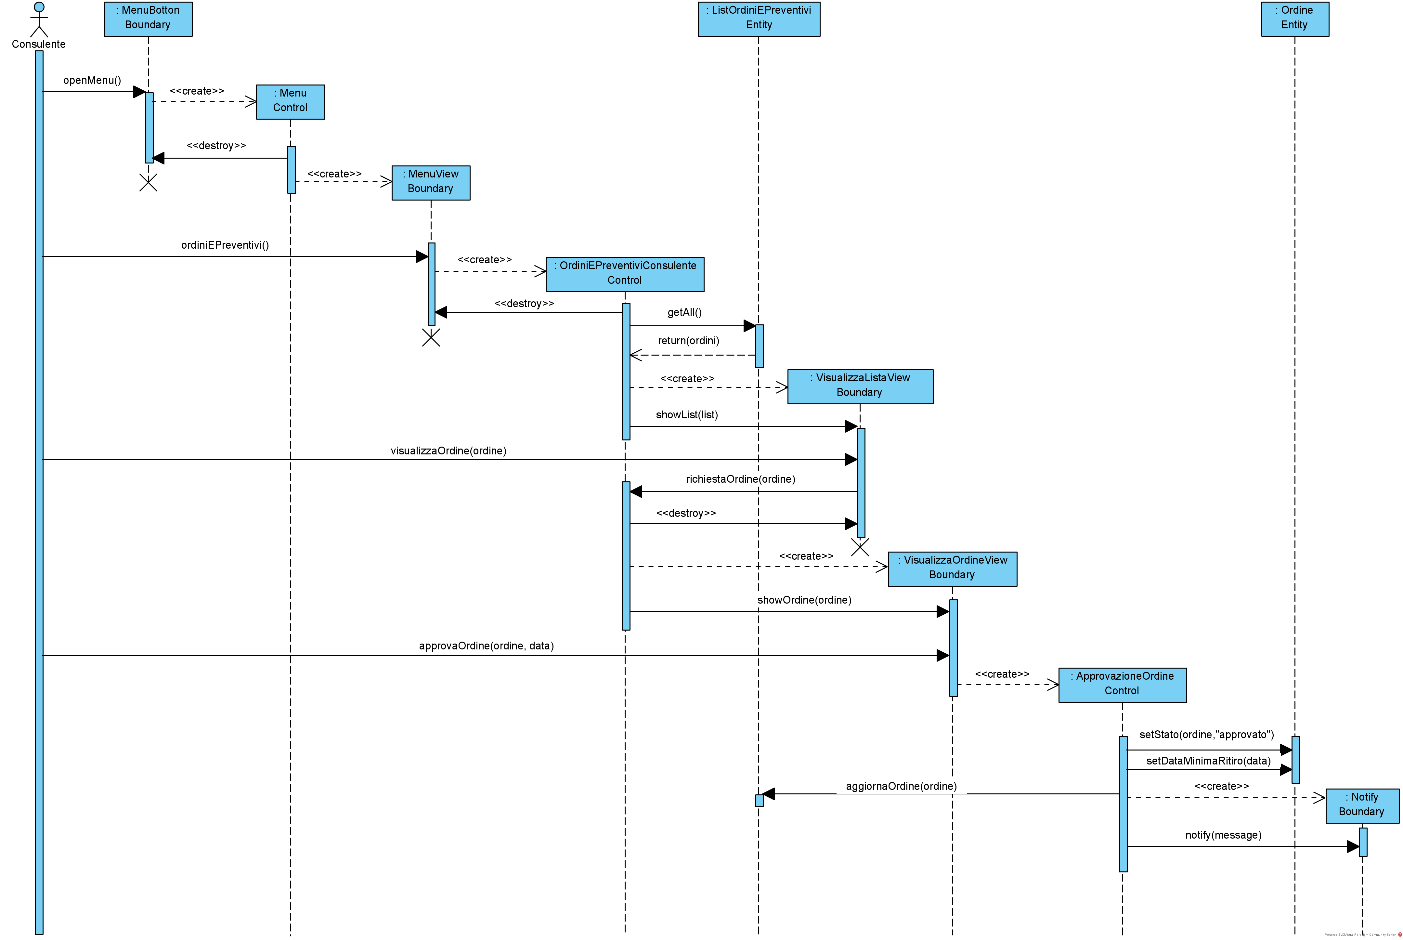 : MenuBotton
Boundary
: ListOrdiniEPreventivi
Entity
: Ordine
Entity
Consulente
openMenu()
<<create>>
: Menu
Control
<<destroy>>
<<create>>
: MenuView
Boundary
ordiniEPreventivi()
<<create>>
: OrdiniEPreventiviConsulente
Control
<<destroy>>
getAll()
return(ordini)
<<create>>
: VisualizzaListaView
Boundary
showList(list)
visualizzaOrdine(ordine)
richiestaOrdine(ordine)
<<destroy>>
<<create>>
: VisualizzaOrdineView
Boundary
showOrdine(ordine)
approvaOrdine(ordine, data)
<<create>>
: ApprovazioneOrdine
Control
setStato(ordine,"approvato")
setDataMinimaRitiro(data)
aggiornaOrdine(ordine)
<<create>>
: Notify
Boundary
notify(message)